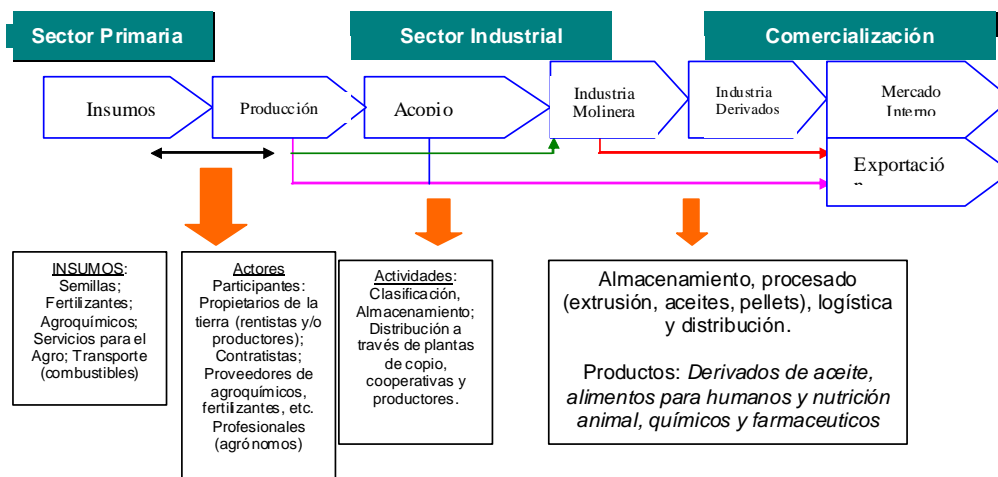 Sector Primaria
Sector Industrial
Comercialización
Insumos
Producción
Acopio
Industria
Molinera
Industria
Derivados
Mercado
Interno
Exportació
n
INSUMOS:
Semillas;
Fertilizantes;
Agroquímicos;
Servicios para el
Agro; Transporte
(combustibles)
Actores
Participantes:
Propietarios de la
tierra (rentistas y/o
productores);
Contratistas;
Proveedores de
agroquímicos,
fertilizantes, etc.
Profesionales
(agrónomos)
Actividades:
Clasificación,
Almacenamiento;
Distribución a
través de plantas
de copio,
cooperativas y
productores.
Almacenamiento, procesado
(extrusión, aceites, pellets), logística
y distribución.
Productos: Derivados de aceite,
alimentos para humanos y nutrición
animal, químicos y farmaceuticos